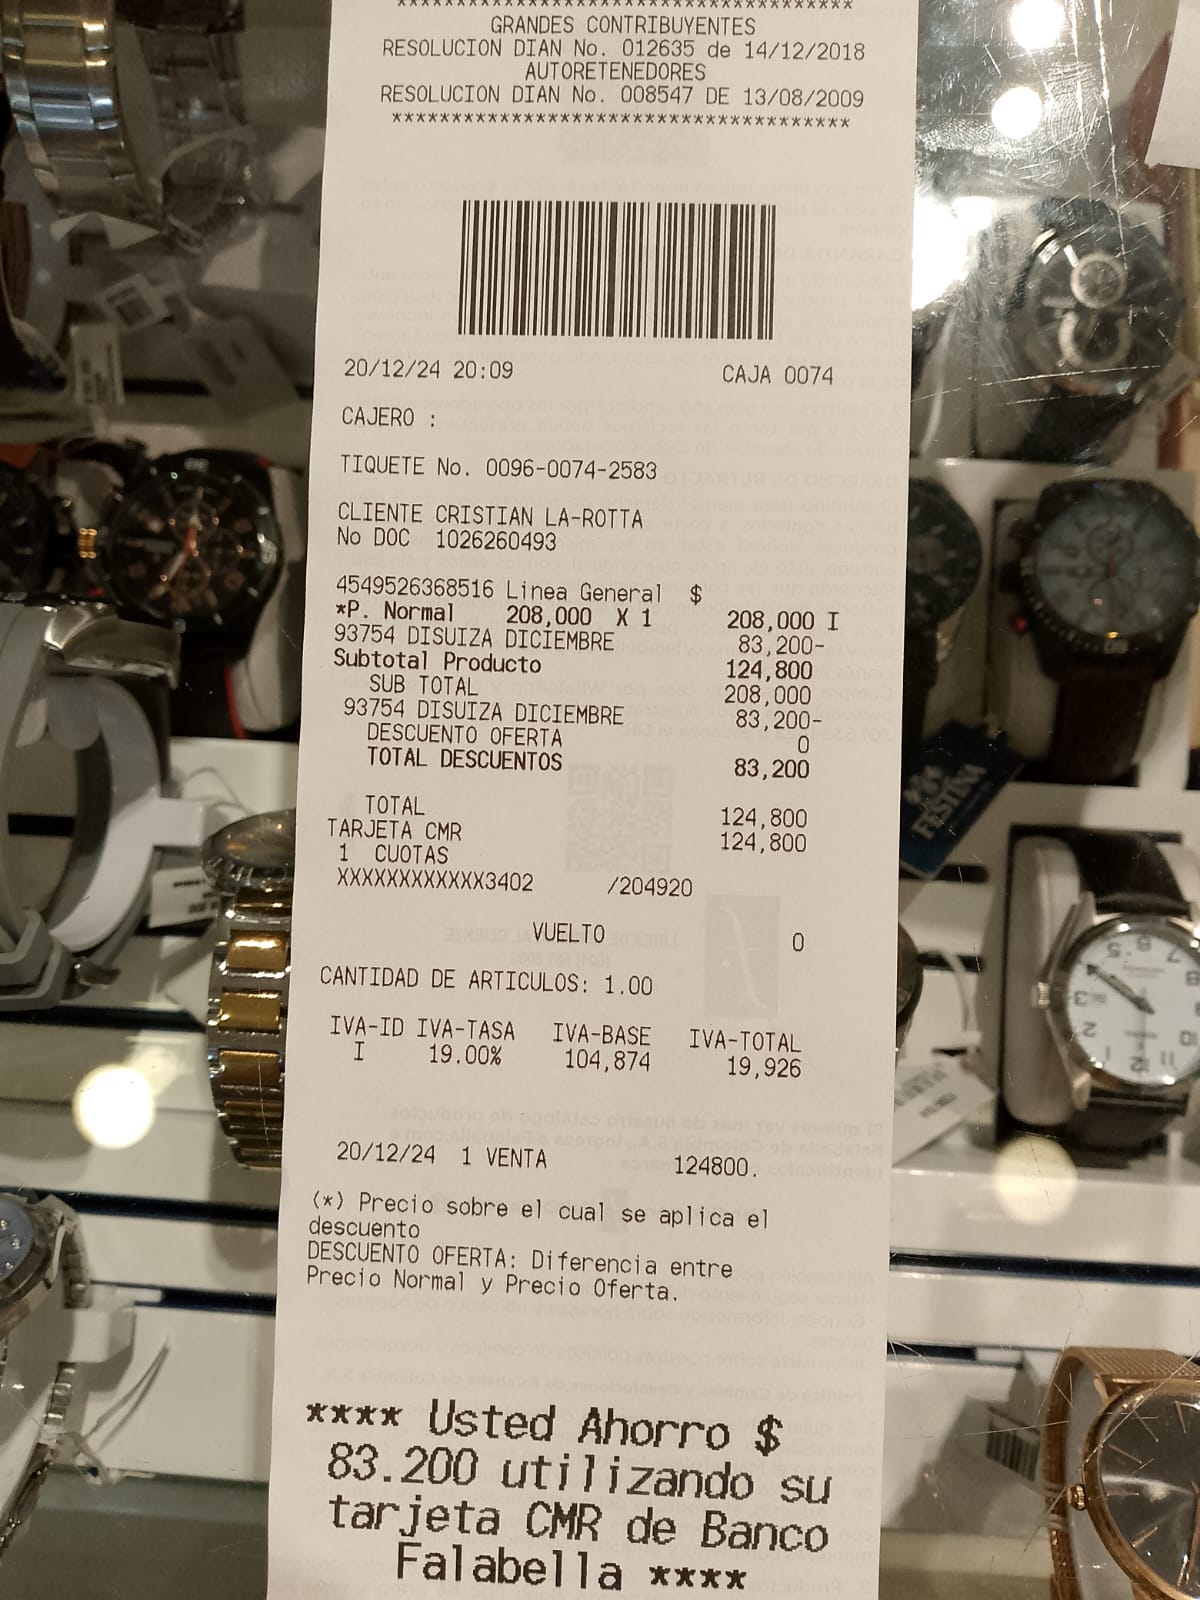 ************************************
GRANDES CONTRIBUYENTES
RESOLUCION DIAN No. 012635 de 14/12/2018
AUTORETENEDORES
RESOLUCION DIAN No. 008547 DE 13/08/2009
************************************
20/12/24 20:09 CAJA 0074
CAJERO :
TIQUETE No. 0096-0074-2583
CLIENTE CRISTIAN LA-ROTTA
No DOC 1026260493
4549526368516 Linea General $
*P. Normal 208,000 X 1 208,000 I
93754 DISUIZA DICIEMBRE 83,200-
Subtotal Producto 124,800
SUB TOTAL 208,000
93754 DISUIZA DICIEMBRE 83,200-
DESCUENTO OFERTA 0
TOTAL DESCUENTOS 83,200
TOTAL 124,800
TARJETA CMR 124,800
1 CUOTAS
XXXXXXXXXXXX3402 /204920
VUELTO 0
CANTIDAD DE ARTICULOS: 1.00
IVA-ID IVA-TASA IVA-BASE IVA-TOTAL
I 19.00% 104,874 19,926
20/12/24 1 VENTA 124800.
(*) Precio sobre el cual se aplica el
descuento
DESCUENTO OFERTA: Diferencia entre
Precio Normal y Precio Oferta.
**** Usted Ahorro $
83.200 utilizando su
tarjeta CMR de Banco
Falabella ****
FESTINA